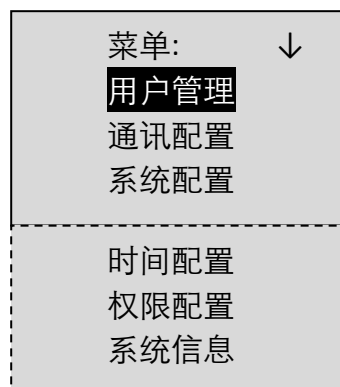 菜单: ↓
用户管理
通讯配置
系统配置
时间配置
权限配置
系统信息